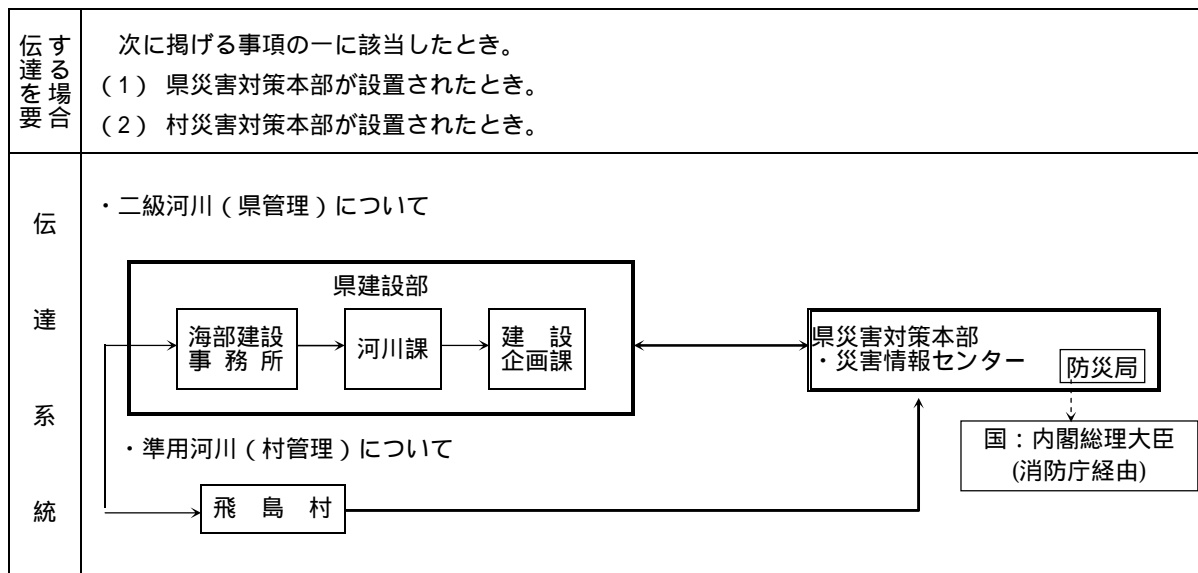 伝達を要
する場合
次に掲げる事項の一に該当したとき。
（1） 県災害対策本部が設置されたとき。
（2） 村災害対策本部が設置されたとき。
伝達系統
・二級河川（県管理）について
県建設部
海部建設
事務所
河川課
建設
企画課
県災害対策本部
・災害情報センター
防災局
国：内閣総理大臣
(消防庁経由)
・準用河川（村管理）について
飛島村